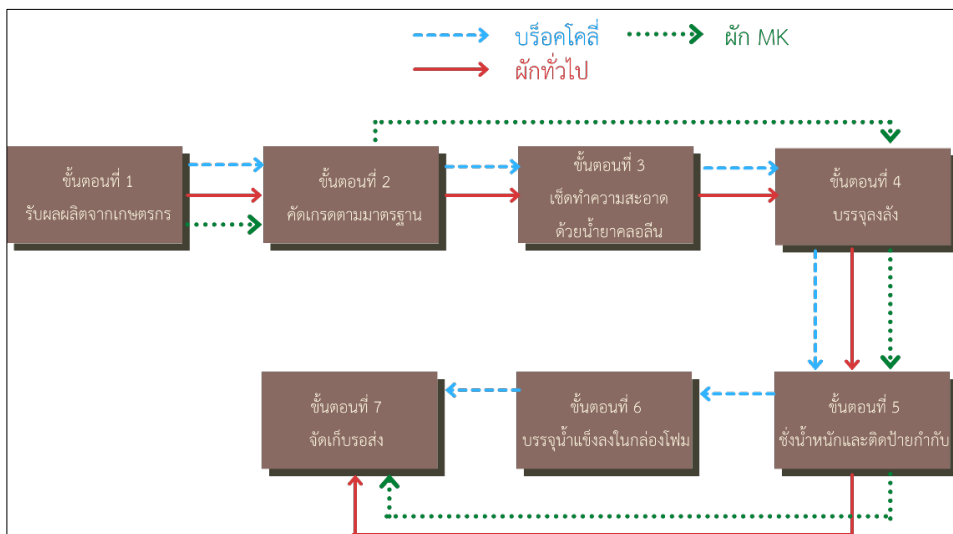 บร็อคโคลี่
ผัก MK
ผักทั่วไป
ขั้นตอนที่ 1
รับผลผลิตจากเกษตรกร
ขั้นตอนที่ 2
คัดเกรดตามมาตรฐาน
ขั้นตอนที่ 3
เช็ดทำความสะอาด
ด้วยน้ำยาคลอลีน
ขั้นตอนที่ 4
บรรจุลงลัง
ขั้นตอนที่ 7
จัดเก็บรอส่ง
ขั้นตอนที่ 6
บรรจุน้ำแข็งลงในกล่องโฟม
ขั้นตอนที่ 5
ชั่งน้ำหนักและติดป้ายกำกับ